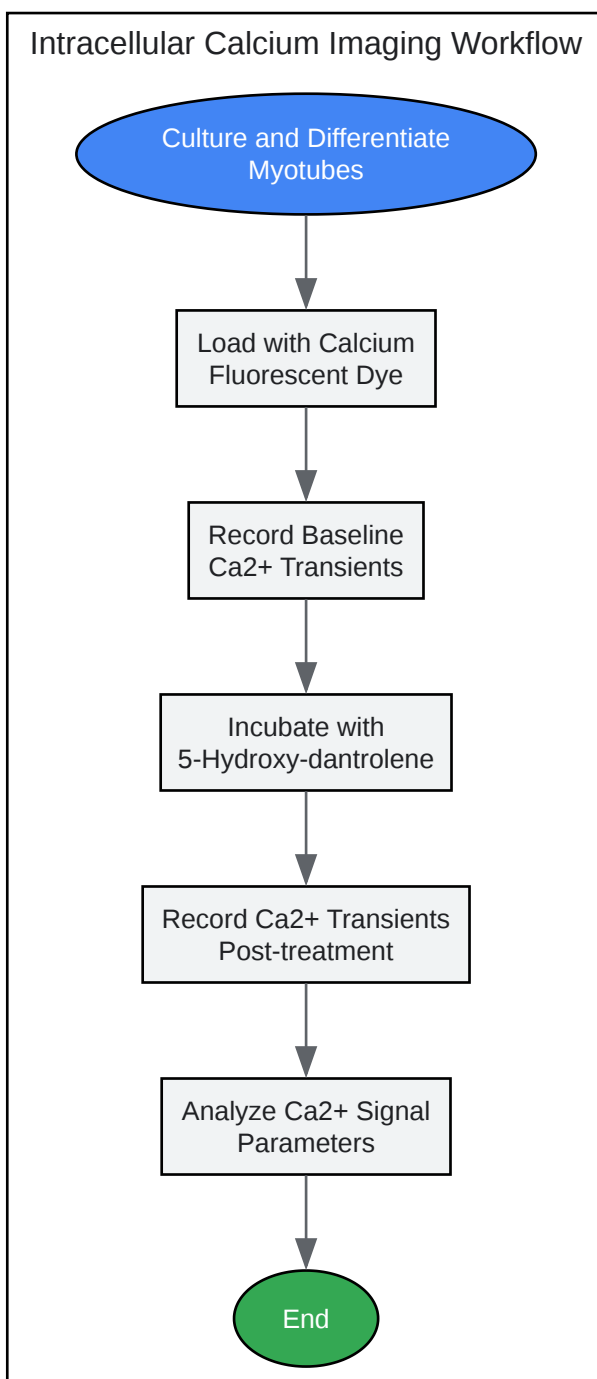 Intracellular Calcium Imaging Workflow
Culture and Differentiate
Myotubes
Load with Calcium
Fluorescent Dye
Record Baseline
Ca2+ Transients
Incubate with
5-Hydroxy-dantrolene
Record Ca2+ Transients
Post-treatment
Analyze Ca2+ Signal
Parameters
End